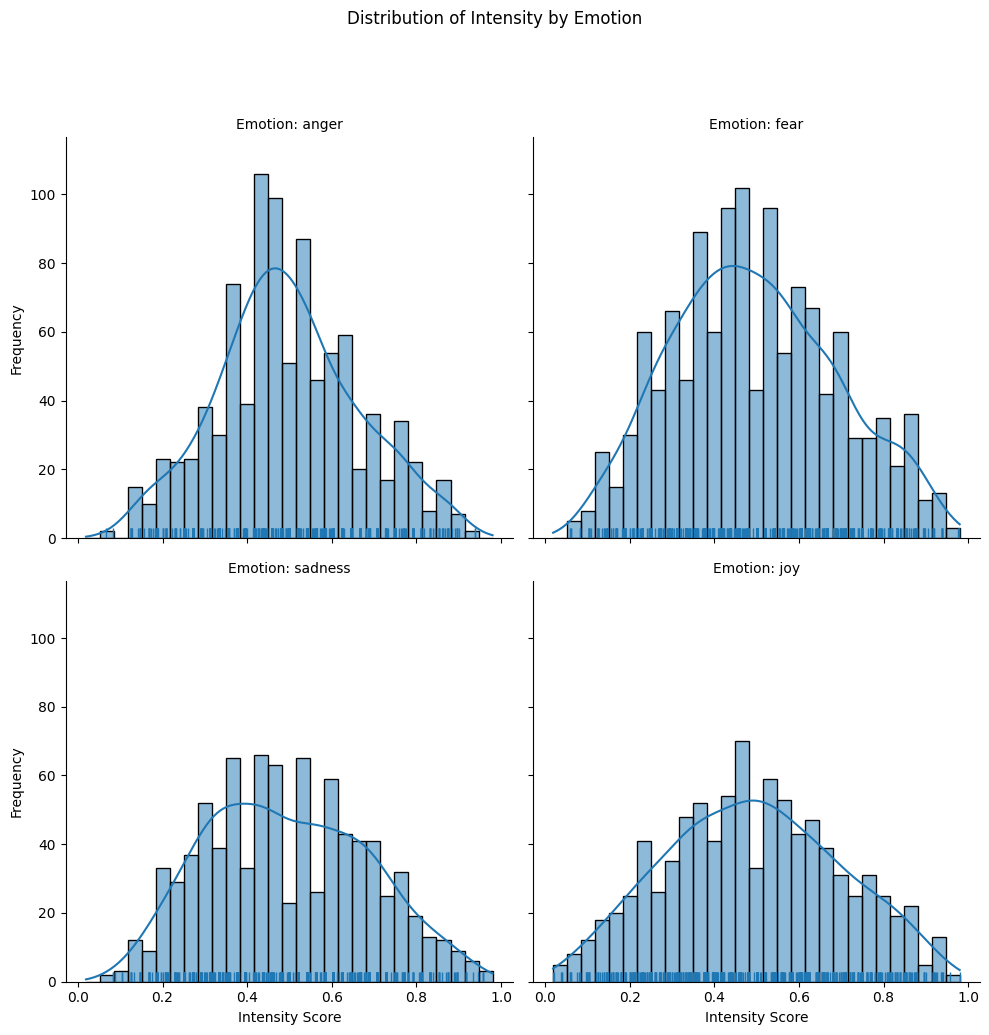 Distribution of Intensity by Emotion
Emotion: anger
Emotion: fear
100
80
60
40
20
0
Frequency
Emotion: sadness
Emotion: joy
100
80
60
40
20
0
Frequency
0.0 0.2 0.4 0.6 0.8 1.0
0.0 0.2 0.4 0.6 0.8 1.0
Intensity Score
Intensity Score